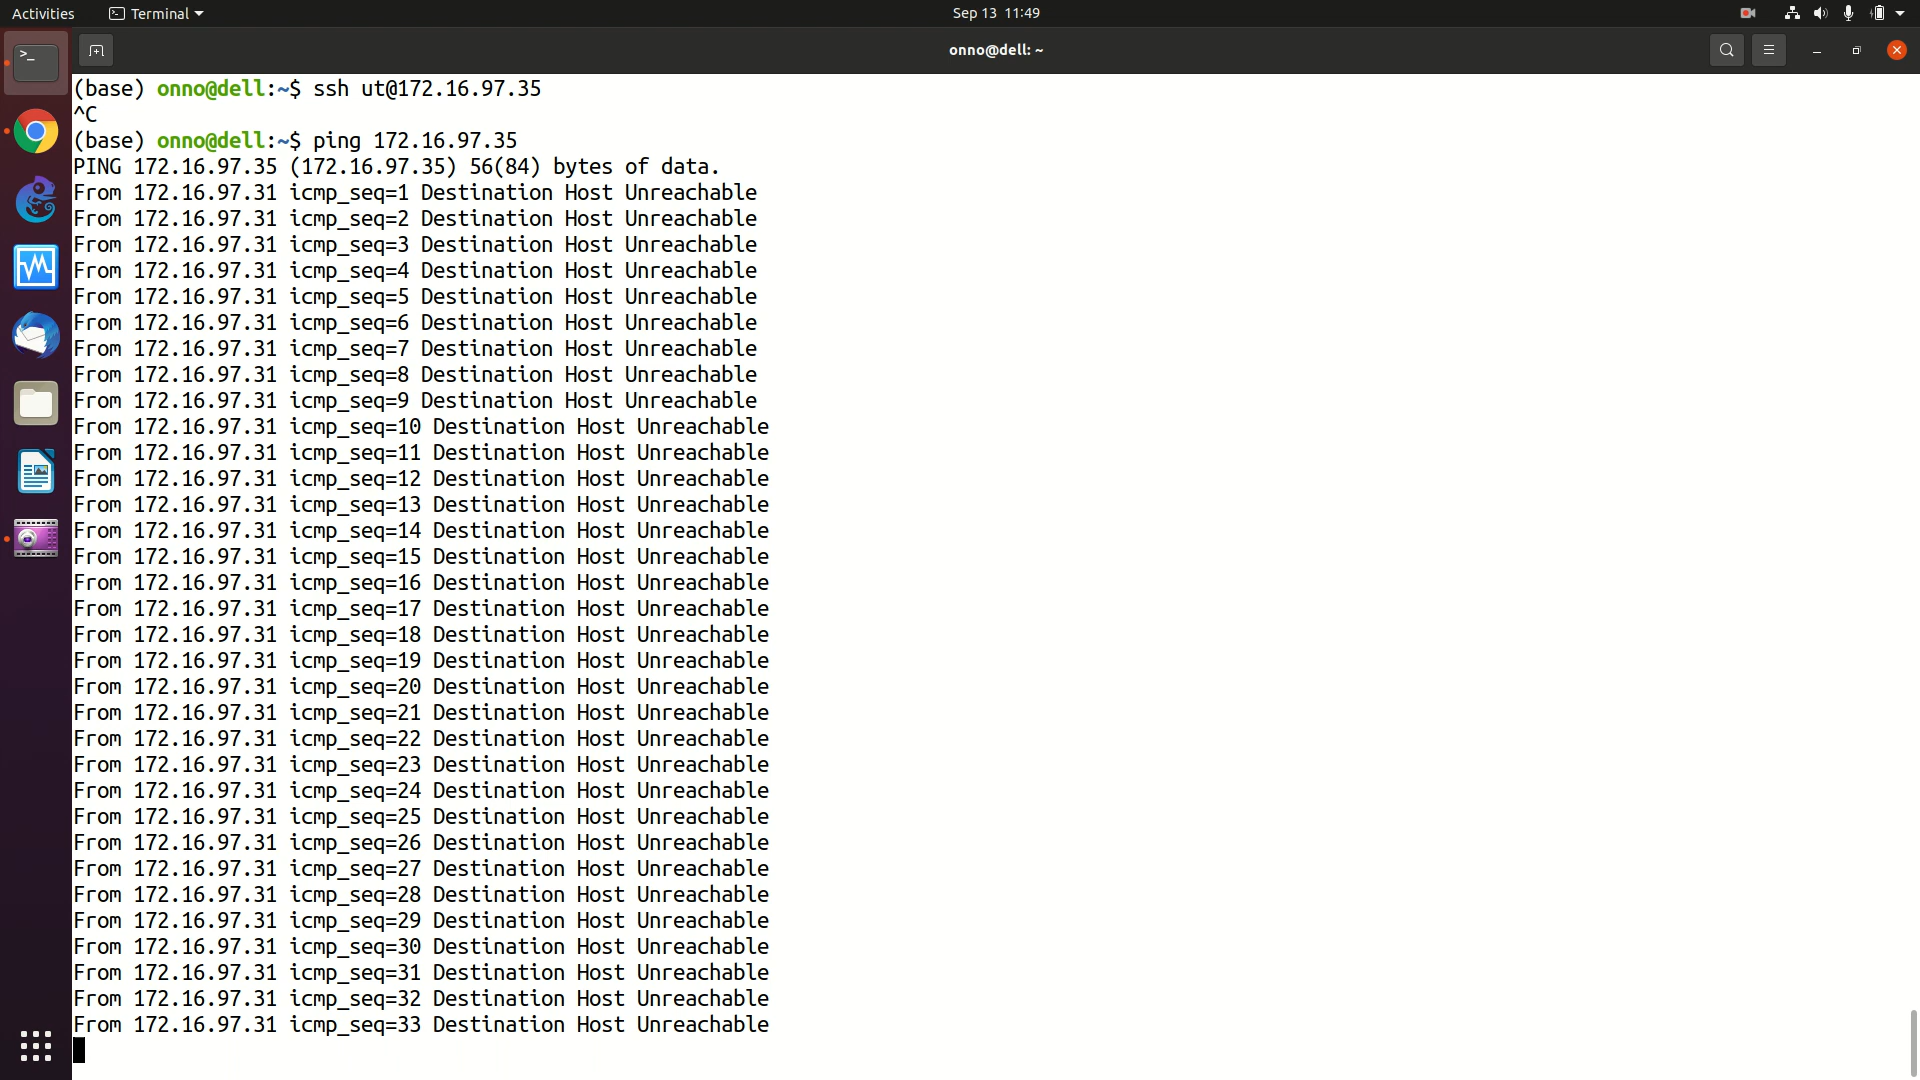 Activities
Terminal
Sep 13 11:49
onno@dell: ~
(base) onno@dell:~$ ssh ut@172.16.97.35
^C
(base) onno@dell:~$ ping 172.16.97.35
PING 172.16.97.35 (172.16.97.35) 56(84) bytes of data.
From 172.16.97.31 icmp_seq=1 Destination Host Unreachable
From 172.16.97.31 icmp_seq=2 Destination Host Unreachable
From 172.16.97.31 icmp_seq=3 Destination Host Unreachable
From 172.16.97.31 icmp_seq=4 Destination Host Unreachable
From 172.16.97.31 icmp_seq=5 Destination Host Unreachable
From 172.16.97.31 icmp_seq=6 Destination Host Unreachable
From 172.16.97.31 icmp_seq=7 Destination Host Unreachable
From 172.16.97.31 icmp_seq=8 Destination Host Unreachable
From 172.16.97.31 icmp_seq=9 Destination Host Unreachable
From 172.16.97.31 icmp_seq=10 Destination Host Unreachable
From 172.16.97.31 icmp_seq=11 Destination Host Unreachable
From 172.16.97.31 icmp_seq=12 Destination Host Unreachable
From 172.16.97.31 icmp_seq=13 Destination Host Unreachable
From 172.16.97.31 icmp_seq=14 Destination Host Unreachable
From 172.16.97.31 icmp_seq=15 Destination Host Unreachable
From 172.16.97.31 icmp_seq=16 Destination Host Unreachable
From 172.16.97.31 icmp_seq=17 Destination Host Unreachable
From 172.16.97.31 icmp_seq=18 Destination Host Unreachable
From 172.16.97.31 icmp_seq=19 Destination Host Unreachable
From 172.16.97.31 icmp_seq=20 Destination Host Unreachable
From 172.16.97.31 icmp_seq=21 Destination Host Unreachable
From 172.16.97.31 icmp_seq=22 Destination Host Unreachable
From 172.16.97.31 icmp_seq=23 Destination Host Unreachable
From 172.16.97.31 icmp_seq=24 Destination Host Unreachable
From 172.16.97.31 icmp_seq=25 Destination Host Unreachable
From 172.16.97.31 icmp_seq=26 Destination Host Unreachable
From 172.16.97.31 icmp_seq=27 Destination Host Unreachable
From 172.16.97.31 icmp_seq=28 Destination Host Unreachable
From 172.16.97.31 icmp_seq=29 Destination Host Unreachable
From 172.16.97.31 icmp_seq=30 Destination Host Unreachable
From 172.16.97.31 icmp_seq=31 Destination Host Unreachable
From 172.16.97.31 icmp_seq=32 Destination Host Unreachable
From 172.16.97.31 icmp_seq=33 Destination Host Unreachable